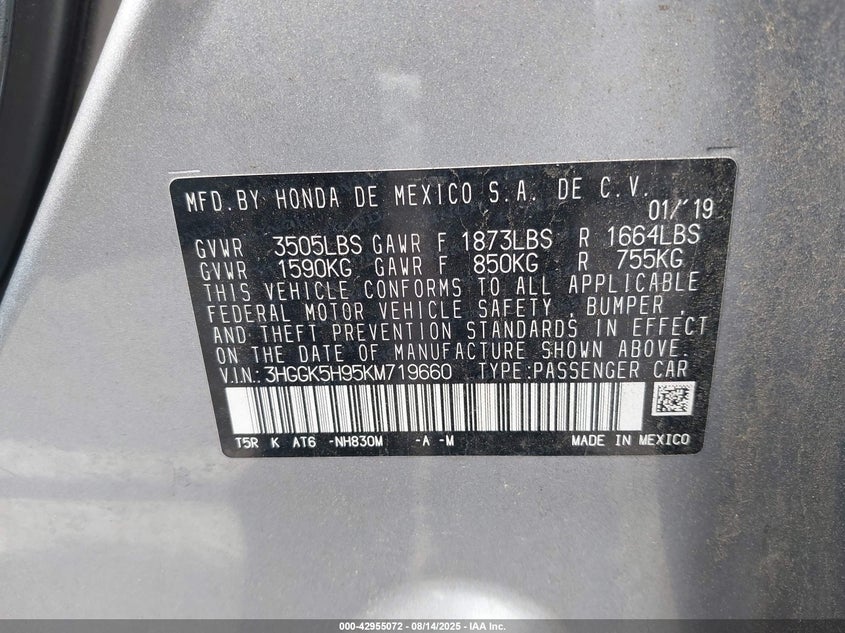 MFD.BY HONDA DE MEXICO S.A. DE C.V.
01/'19
GVWR 3505LBS GAWR F 1873LBS R 1664LBS
GVWR 1590KG GAWR F 850KG R 755KG
THIS VEHICLE CONFORMS TO ALL APPLICABLE
FEDERAL MOTOR VEHICLE SAFETY , BUMPER ,
AND THEFT PREVENTION STANDARDS IN EFFECT
ON THE DATE OF MANUFACTURE SHOWN ABOVE.
V.I.N.: 3HGGK5H95KM719660 TYPE:PASSENGER CAR
T5R K AT6 -NH830M -A -M MADE IN MEXICO
000-42955072 - 08/14/2025 - IAA Inc.